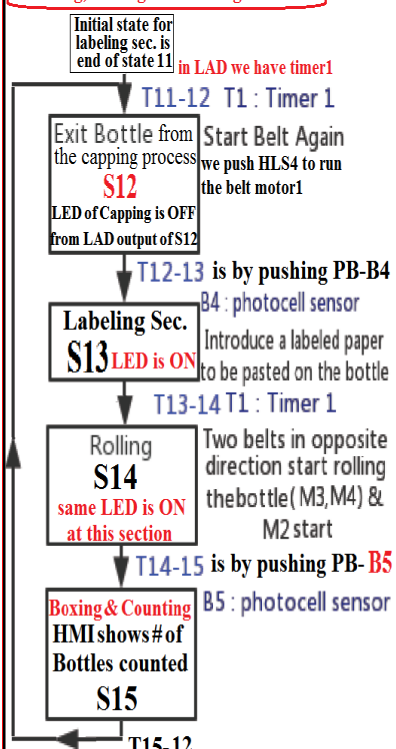 Initial state for
labeling sec. is
end of state 11
in LAD we have timer1
T11-12 T1 : Timer 1
Exit Bottle from
the capping process
S12
LED of Capping is OFF
from LAD output of S12
Start Belt Again
we push HLS4 to run
the belt motor1
T12-13 is by pushing PB-B4
B4 : photocell sensor
Labeling Sec.
S13 LED is ON
Introduce a labeled paper
to be pasted on the bottle
T13-14 T1 : Timer 1
Rolling
S14
same LED is ON
at this section
Two belts in opposite
direction start rolling
thebottle(M3,M4) &
M2 start
T14-15 is by pushing PB- B5
Boxing & Counting
HMI shows # of
Bottles counted
S15
B5 : photocell sensor
T15-12